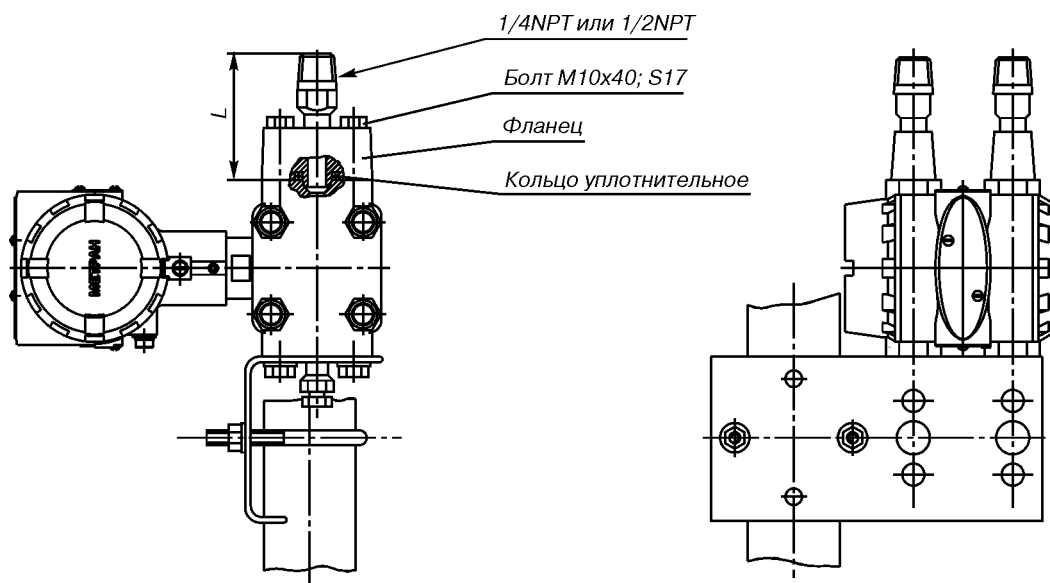 1/4NPT или 1/2NPT
Болт М10х40; S17
L
Фланец
Кольцо уплотнительное
МЕТРАН